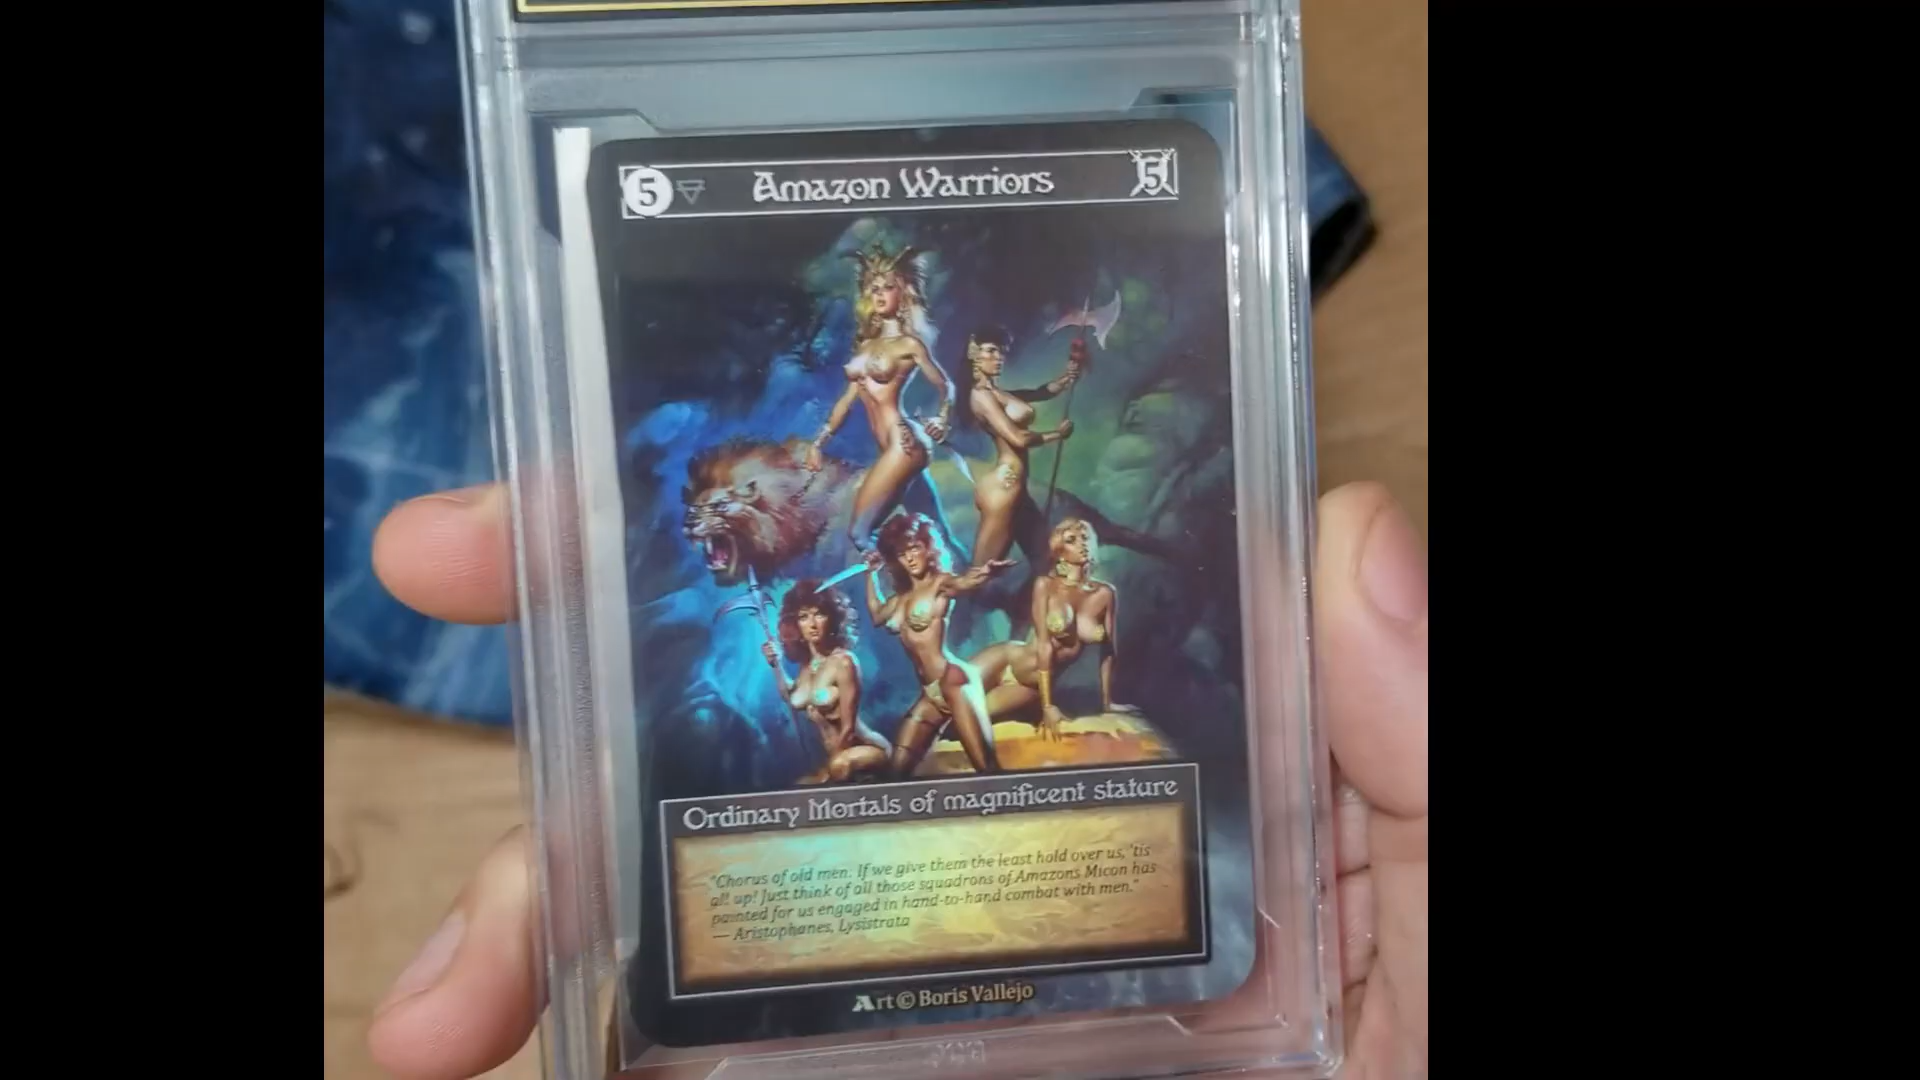 5 Amazon Warriors 5
Ordinary Mortals of magnificent stature
"Chorus of old men. If we give them the least hold over us, 'tis
all up! Just think of all those squadrons of Amazons Micon has
painted for us engaged in hand-to-hand combat with men."
— Aristophanes, Lysistrata
Art © Boris Vallejo